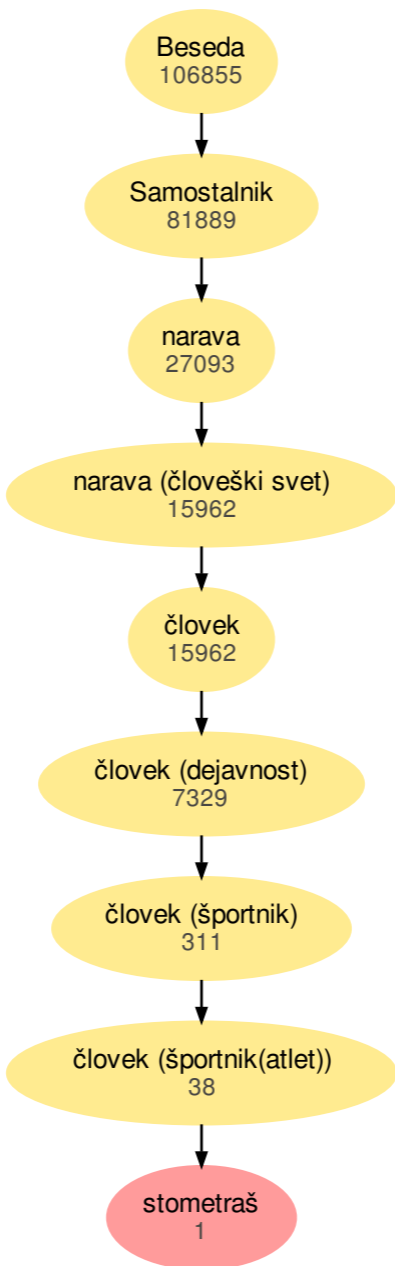 Beseda
106855
Samostalnik
81889
narava
27093
narava (človeški svet)
15962
človek
15962
človek (dejavnost)
7329
človek (športnik)
311
človek (športnik(atlet))
38
stometraš
1